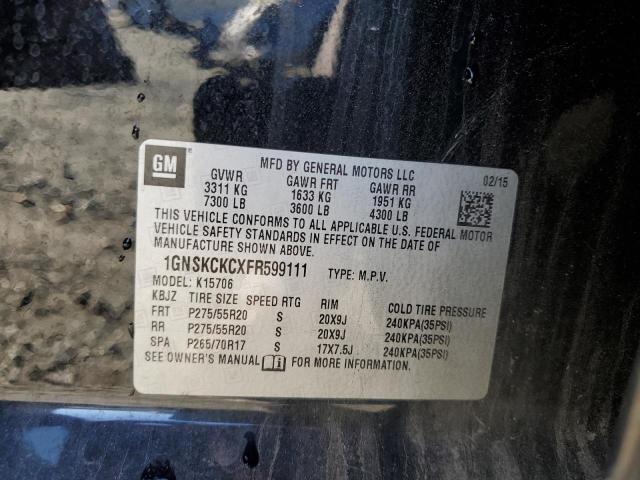 GM MFD BY GENERAL MOTORS LLC 02/15
GVWR GAWR FRT GAWR RR
3311 KG 1633 KG 1951 KG
7300 LB 3600 LB 4300 LB
THIS VEHICLE CONFORMS TO ALL APPLICABLE U.S. FEDERAL MOTOR
VEHICLE SAFETY STANDARDS IN EFFECT ON THE DATE OF
MANUFACTURE SHOWN ABOVE.
1GNSKCKCXFR599111 TYPE: M.P.V.
MODEL: K15706
KBJZ TIRE SIZE SPEED RTG RIM COLD TIRE PRESSURE
FRT P275/55R20 S 20X9J 240KPA(35PSI)
RR P275/55R20 S 20X9J 240KPA(35PSI)
SPA P265/70R17 S 17X7.5J 240KPA(35PSI)
SEE OWNER'S MANUAL FOR MORE INFORMATION.